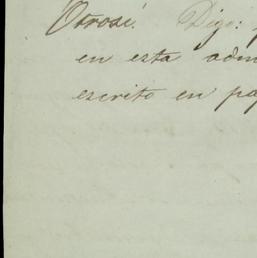 Otrosí. Digo:
en esta adm
escrito en pa